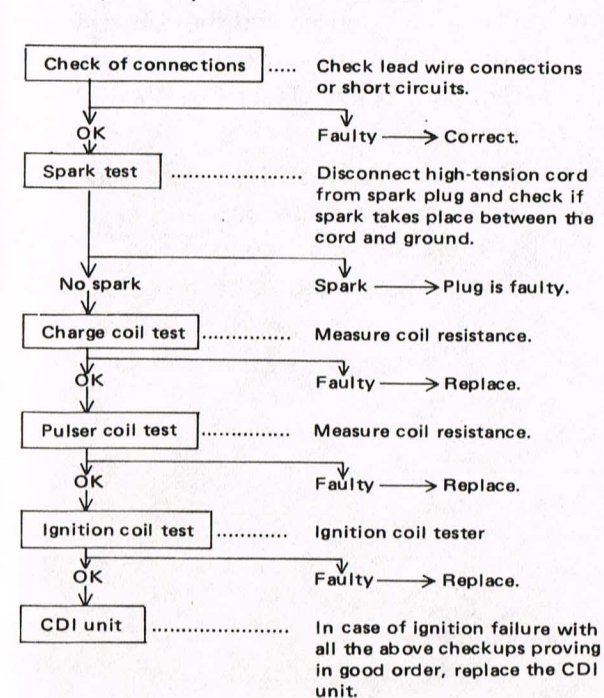 Check of connections ..... Check lead wire connections
or short circuits.
OK Faulty → Correct.
Spark test .................... Disconnect high-tension cord
from spark plug and check if
spark takes place between the
cord and ground.
No spark Spark → Plug is faulty.
Charge coil test .............. Measure coil resistance.
OK Faulty → Replace.
Pulser coil test .............. Measure coil resistance.
OK Faulty → Replace.
Ignition coil test ............ Ignition coil tester
OK Faulty → Replace.
CDI unit ....................... In case of ignition failure with
all the above checkups proving
in good order, replace the CDI
unit.